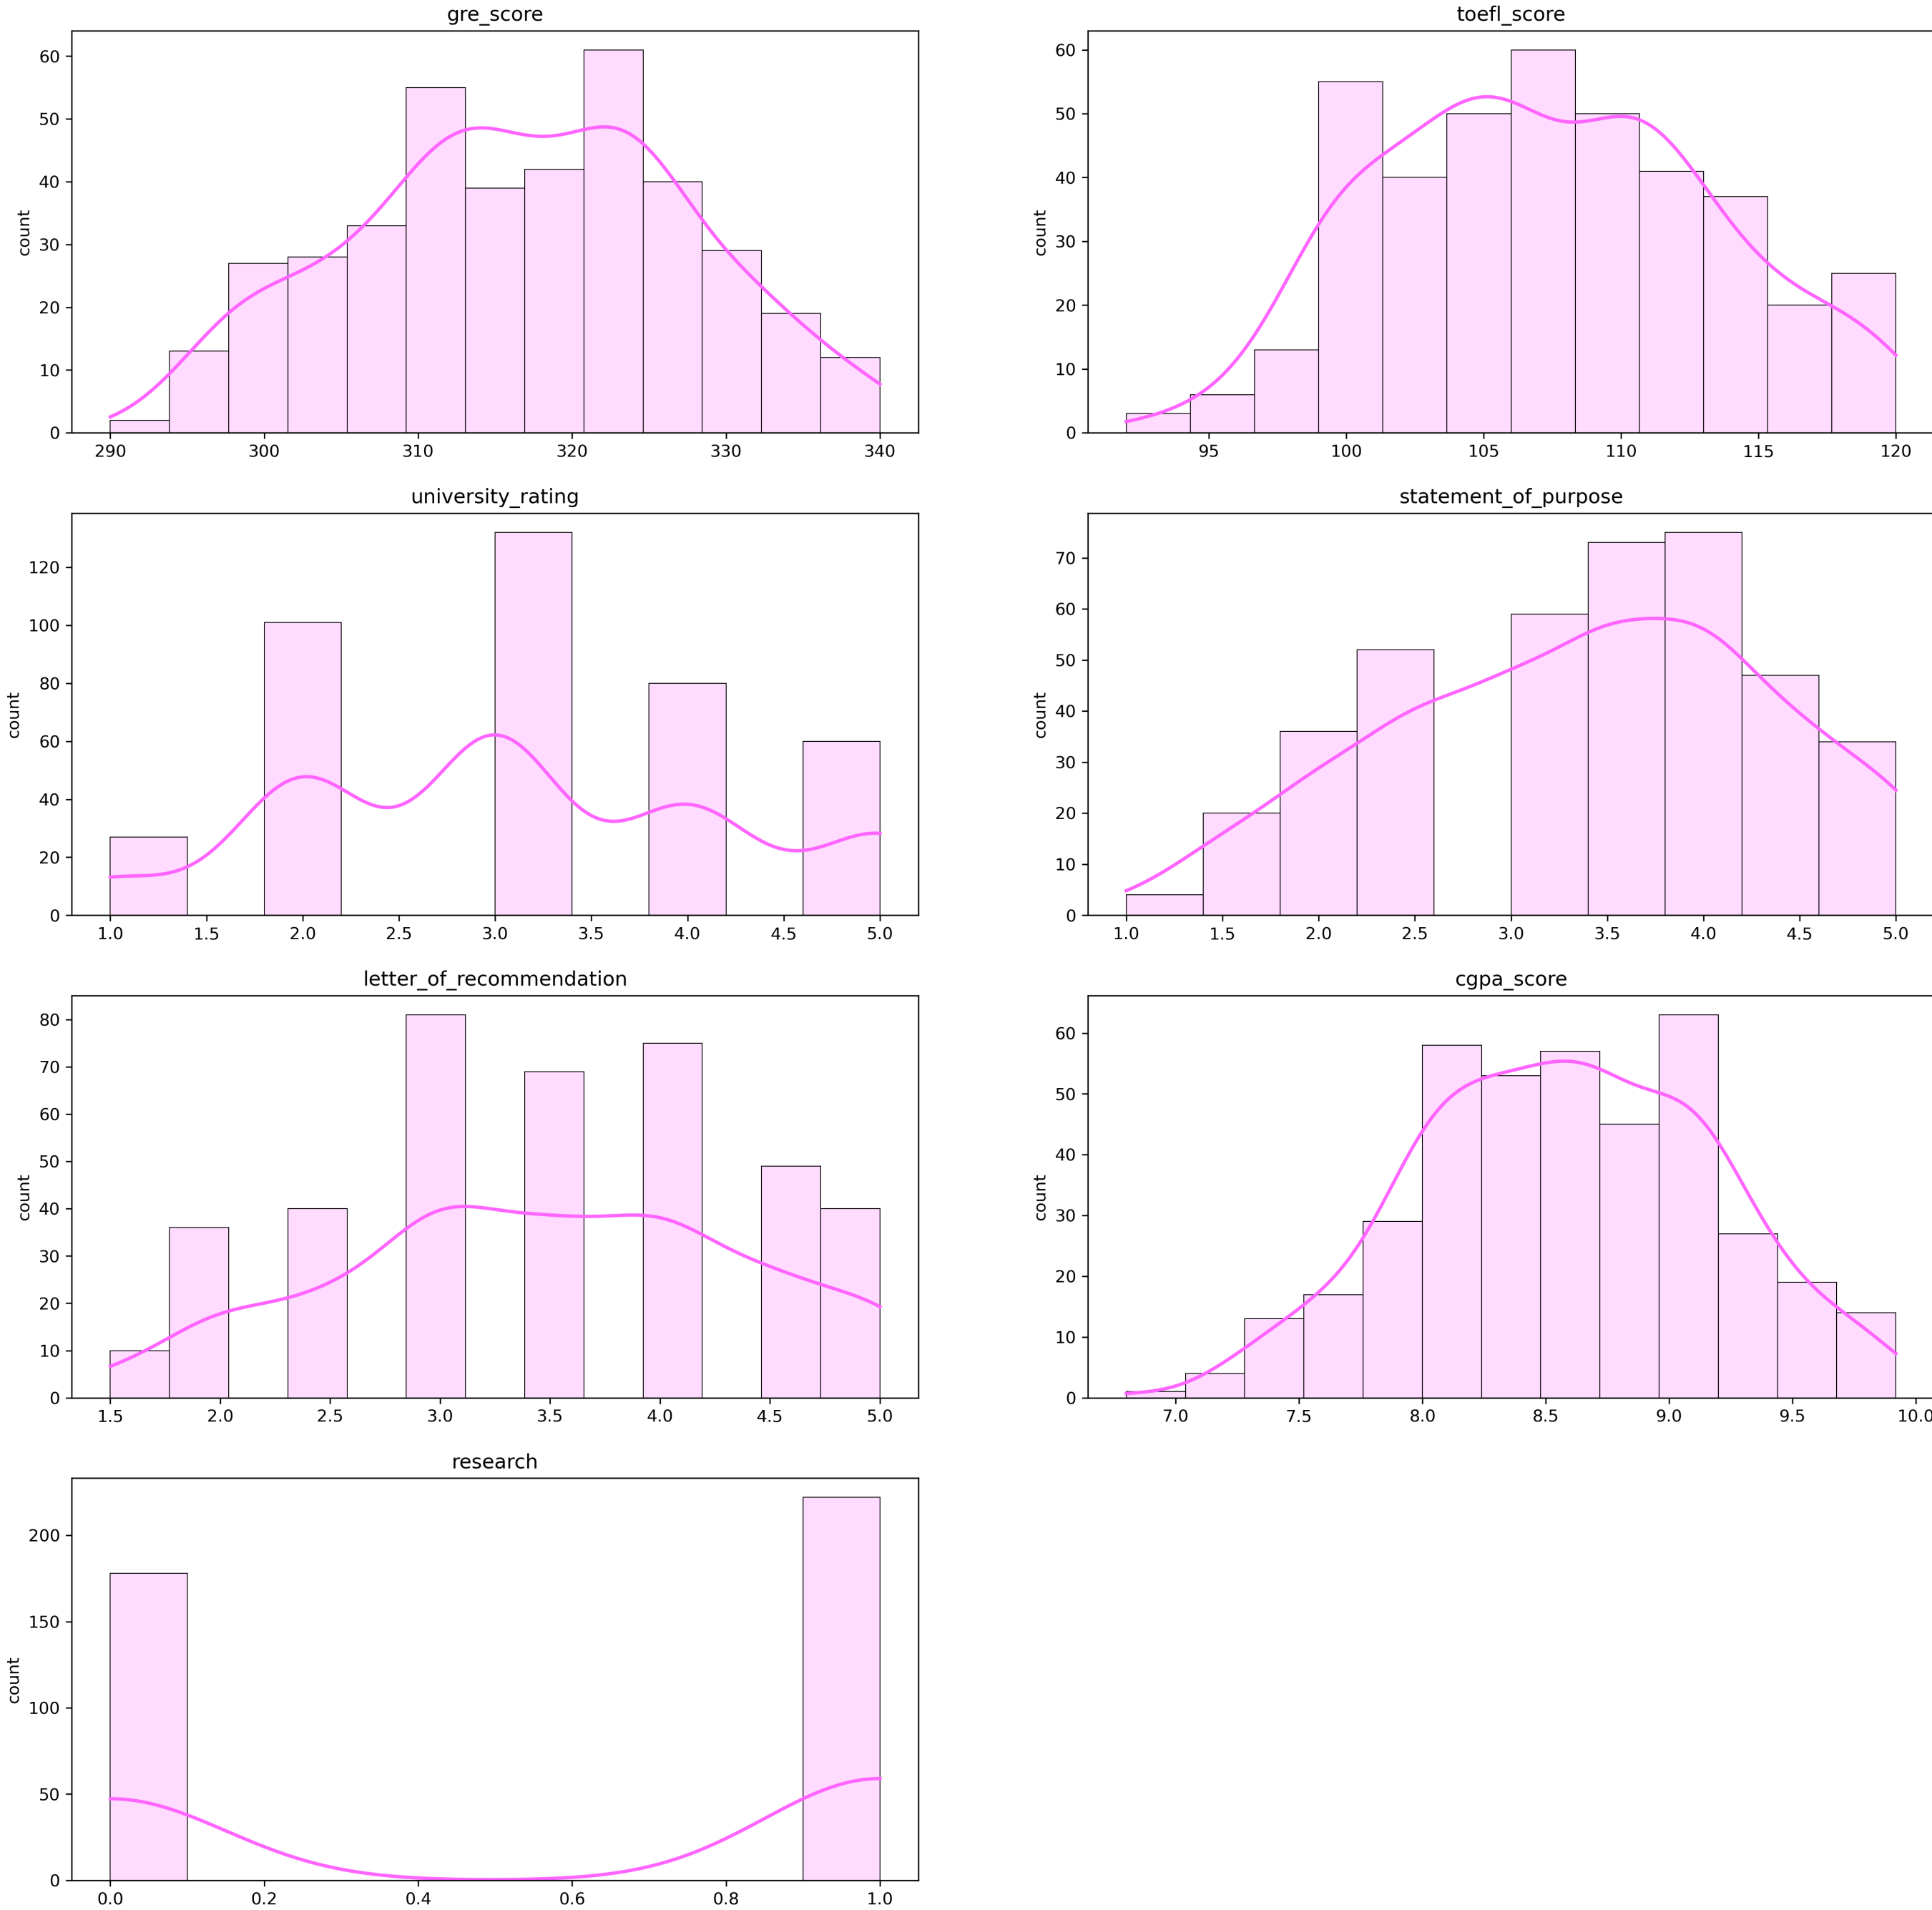 gre_score
count
60
50
40
30
20
10
0
290 300 310 320 330 340
toefl_score
count
60
50
40
30
20
10
0
95 100 105 110 115 120
university_rating
count
120
100
80
60
40
20
0
1.0 1.5 2.0 2.5 3.0 3.5 4.0 4.5 5.0
statement_of_purpose
count
70
60
50
40
30
20
10
0
1.0 1.5 2.0 2.5 3.0 3.5 4.0 4.5 5.0
letter_of_recommendation
count
80
70
60
50
40
30
20
10
0
1.5 2.0 2.5 3.0 3.5 4.0 4.5 5.0
cgpa_score
count
60
50
40
30
20
10
0
7.0 7.5 8.0 8.5 9.0 9.5 10.0
research
count
200
150
100
50
0
0.0 0.2 0.4 0.6 0.8 1.0